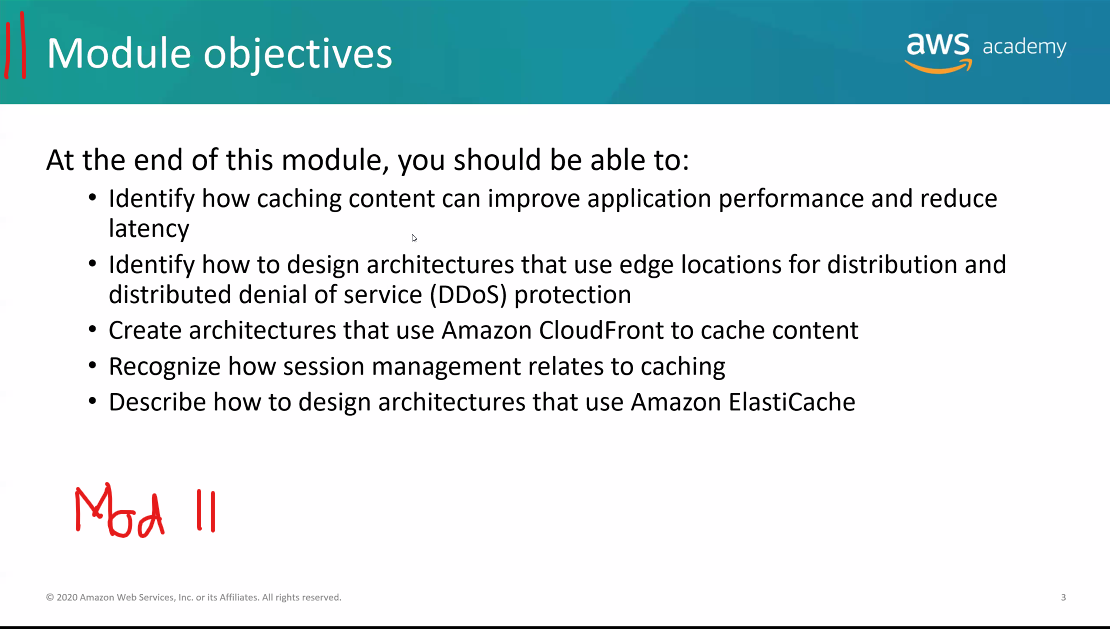 11 Module objectives
aws academy
At the end of this module, you should be able to:
• Identify how caching content can improve application performance and reduce
latency
• Identify how to design architectures that use edge locations for distribution and
distributed denial of service (DDoS) protection
• Create architectures that use Amazon CloudFront to cache content
• Recognize how session management relates to caching
• Describe how to design architectures that use Amazon ElastiCache
Mod 11
© 2020 Amazon Web Services, Inc. or its Affiliates. All rights reserved.
3